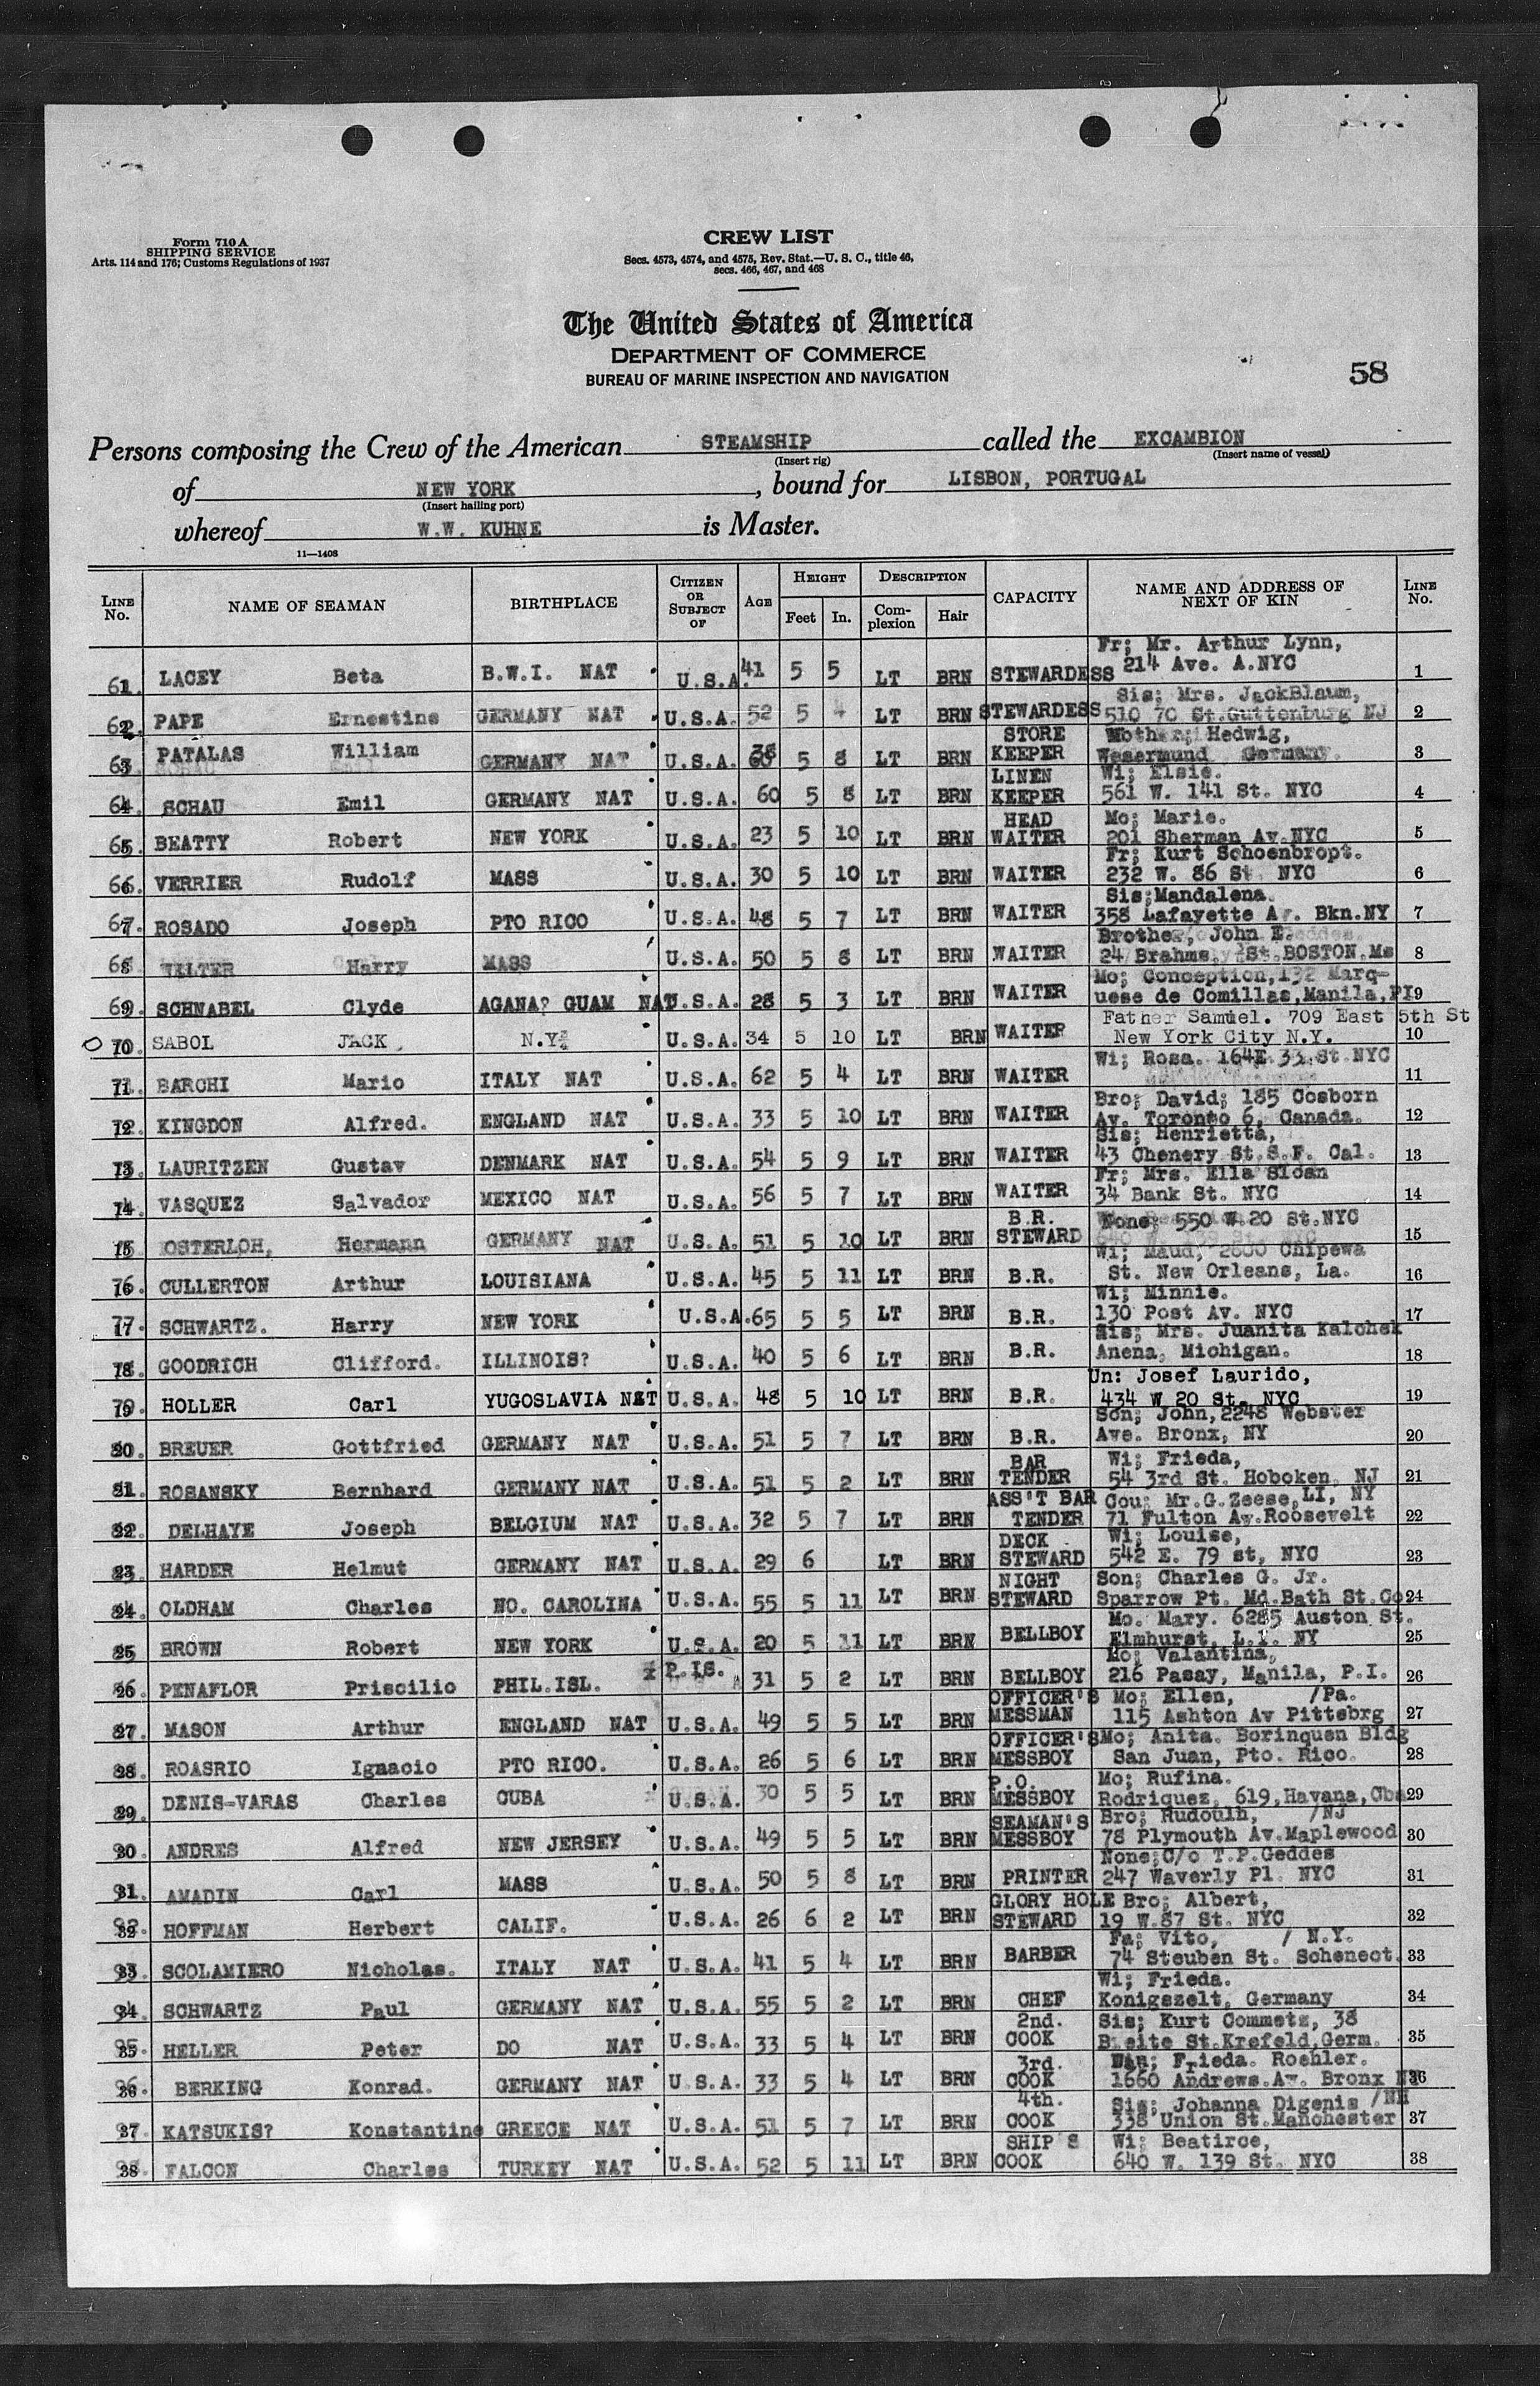 Form 710 A
SHIPPING SERVICE
Arts. 114 and 176; Customs Regulations of 1937
CREW LIST
Secs. 4573, 4574, and 4575, Rev. Stat.—U. S. C., title 46,
secs. 466, 467, and 468
The United States of America
DEPARTMENT OF COMMERCE
BUREAU OF MARINE INSPECTION AND NAVIGATION
58
Persons composing the Crew of the American STEAMSHIP called the EXCAMBION
(Insert rig) (Insert name of vessel)
of NEW YORK, bound for LISBON, PORTUGAL
(Insert hailing port)
whereof W.W. KUHNE is Master.
11—1408
LINE No. NAME OF SEAMAN BIRTHPLACE CITIZEN OR SUBJECT OF AGE HEIGHT Feet In. DESCRIPTION Complexion Hair CAPACITY NAME AND ADDRESS OF NEXT OF KIN LINE No.
61. LACEY Beta B.W.I. NAT U.S.A. 41 5 5 LT BRN STEWARDESS Fr; Mr. Arthur Lynn, 214 Ave. A.NYC 1
62. PAPE Ernestine GERMANY NAT U.S.A. 52 5 4 LT BRN STEWARDESS Sis; Mrs. JackBlaum, 510 70 St.Guttenburg NJ 2
63. PATALAS William GERMANY NAT U.S.A. 38 5 8 LT BRN STORE KEEPER Mother; Hedwig, Wesermund Germany. 3
64. SCHAU Emil GERMANY NAT U.S.A. 60 5 8 LT BRN LINEN KEEPER Wi; Elsie. 561 W. 141 St. NYC 4
65. BEATTY Robert NEW YORK U.S.A. 23 5 10 LT BRN HEAD WAITER Mo; Marie. 201 Sherman Av.NYC 5
66. VERRIER Rudolf MASS U.S.A. 30 5 10 LT BRN WAITER Fr; Kurt Schoenbropt. 232 W. 86 St. NYC 6
67. ROSADO Joseph PTO RICO U.S.A. 48 5 7 LT BRN WAITER Sis;Mandalena. 358 Lafayette Av. Bkn.NY 7
68 WELTER Harry MASS U.S.A. 50 5 8 LT BRN WAITER Brother, John E. 24 Brahms St. BOSTON.Ms 8
69. SCHNABEL Clyde AGANA? GUAM NAT U.S.A. 28 5 3 LT BRN WAITER Mo; Conception,132 Marq- uese de Comillas,Manila,PI 9
70. SABOL JACK N.Y. U.S.A. 34 5 10 LT BRN WAITER Father Samuel. 709 East 5th St New York City N.Y. 10
71. BARCHI Mario ITALY NAT U.S.A. 62 5 4 LT BRN WAITER Wi; Rosa. 164E. 33.St.NYC 11
72. KINGDON Alfred. ENGLAND NAT U.S.A. 33 5 10 LT BRN WAITER Bro; David; 185 Cosborn Av. Toronto 6, Canada. 12
73. LAURITZEN Gustav DENMARK NAT U.S.A. 54 5 9 LT BRN WAITER Sis; Henrietta, 43 Chenery St.S.F. Cal. 13
74. VASQUEZ Salvador MEXICO NAT U.S.A. 56 5 7 LT BRN WAITER Fr; Mrs. Ella Sloan 34 Bank St. NYC 14
75 OSTERLOH, Hermann GERMANY NAT U.S.A. 51 5 10 LT BRN B.R. STEWARD None; 550 W.20 St.NYC 15
76. CULLERTON Arthur LOUISIANA U.S.A. 45 5 11 LT BRN B.R. Wi; Maud; 2600 Chipewa St. New Orleans, La. 16
77. SCHWARTZ. Harry NEW YORK U.S.A. 65 5 5 LT BRN B.R. Wi; Minnie. 130 Post Av. NYC 17
78. GOODRICH Clifford. ILLINOIS? U.S.A. 40 5 6 LT BRN B.R. Sis; Mrs. Juanita Kalchek Anena, Michigan. 18
79. HOLLER Carl YUGOSLAVIA NAT U.S.A. 48 5 10 LT BRN B.R. Un: Josef Laurido, 434 W 20 St. NYC 19
80. BREUER Gottfried GERMANY NAT U.S.A. 51 5 7 LT BRN B.R. Son; John,2248 Webster Ave. Bronx, NY 20
81. ROSANSKY Bernhard GERMANY NAT U.S.A. 51 5 2 LT BRN BAR TENDER Wi; Frieda, 54 3rd St. Hoboken, NJ 21
82. DELHAYE Joseph BELGIUM NAT U.S.A. 32 5 7 LT BRN ASS'T BAR TENDER Cou; Mr.G.Zeese,LI, NY 71 Fulton Av.Roosevelt 22
83. HARDER Helmut GERMANY NAT U.S.A. 29 6 LT BRN DECK STEWARD Wi; Louise, 542 E. 79 st, NYC 23
84. OLDHAM Charles NO. CAROLINA U.S.A. 55 5 11 LT BRN NIGHT STEWARD Son; Charles G. Jr. Sparrow Pt. Md.Bath St.Co 24
85 BROWN Robert NEW YORK U.S.A. 20 5 11 LT BRN BELLBOY Mo. Mary. 6285 Auston St. Elmhurst, L.I. NY 25
86. PENAFLOR Priscilio PHIL.ISL. x P.IS. 31 5 2 LT BRN BELLBOY Mo; Valantina, 216 Pasay, Manila, P.I. 26
87. MASON Arthur ENGLAND NAT U.S.A. 49 5 5 LT BRN OFFICER'S MESSMAN Mo; Ellen, /Pa. 115 Ashton Av Pittsbrg 27
88. ROASRIO Ignacio PTO RICO. U.S.A. 26 5 6 LT BRN OFFICER'S MESSBOY Mo; Anita. Borinquen Bldg San Juan, Pto. Rico. 28
89. DENIS-VARAS Charles CUBA U.S.A. 30 5 5 LT BRN P.O. MESSBOY Mo; Rufina. Rodriquez, 619,Havana,Cba 29
90. ANDRES Alfred NEW JERSEY U.S.A. 49 5 5 LT BRN SEAMAN'S MESSBOY Bro; Rudoulh, /NJ 78 Plymouth Av.Maplewood 30
91. AMADIN Carl MASS U.S.A. 50 5 8 LT BRN PRINTER None;C/o T.P.Geddes 247 Waverly Pl. NYC 31
92. HOFFMAN Herbert CALIF. U.S.A. 26 6 2 LT BRN GLORY HOLE STEWARD Bro; Albert, 19 W.87 St. NYC 32
93. SCOLAMIERO Nicholas. ITALY NAT U.S.A. 41 5 4 LT BRN BARBER Fa; Vito, / N.Y. 74 Steuben St. Schenect. 33
94. SCHWARTZ Paul GERMANY NAT U.S.A. 55 5 2 LT BRN CHEF Wi; Frieda. Konigszelt, Germany 34
95. HELLER Peter DO NAT U.S.A. 33 5 4 LT BRN 2nd. COOK Sis; Kurt Commetz, 38 Breite St.Krefeld,Germ. 35
96. BERKING Konrad. GERMANY NAT U.S.A. 33 5 4 LT BRN 3rd. COOK Frieda. Roehler. 1660 Andrews.Av. Bronx 36
97. KATSUKIS? Konstantine GREECE NAT U.S.A. 51 5 7 LT BRN 4th. COOK Sis; Johanna Digenis /NH 338 Union St.Manchester 37
98. FALCON Charles TURKEY NAT U.S.A. 52 5 11 LT BRN SHIP'S COOK Wi; Beatirce, 640 W. 139 St. NYC 38